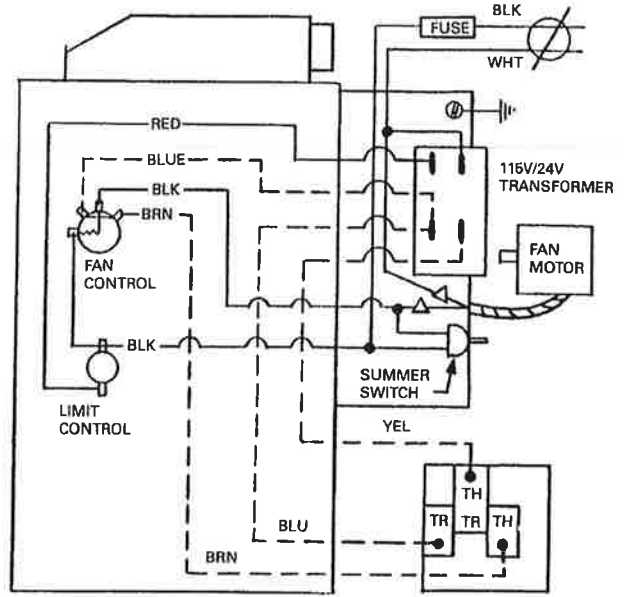 BLK
FUSE
WHT
RED
BLUE
BLK
BRN
FAN
CONTROL
115V/24V
TRANSFORMER
FAN
MOTOR
BLK
LIMIT
CONTROL
SUMMER
SWITCH
YEL
TH
TR TR TH
BLU
BRN